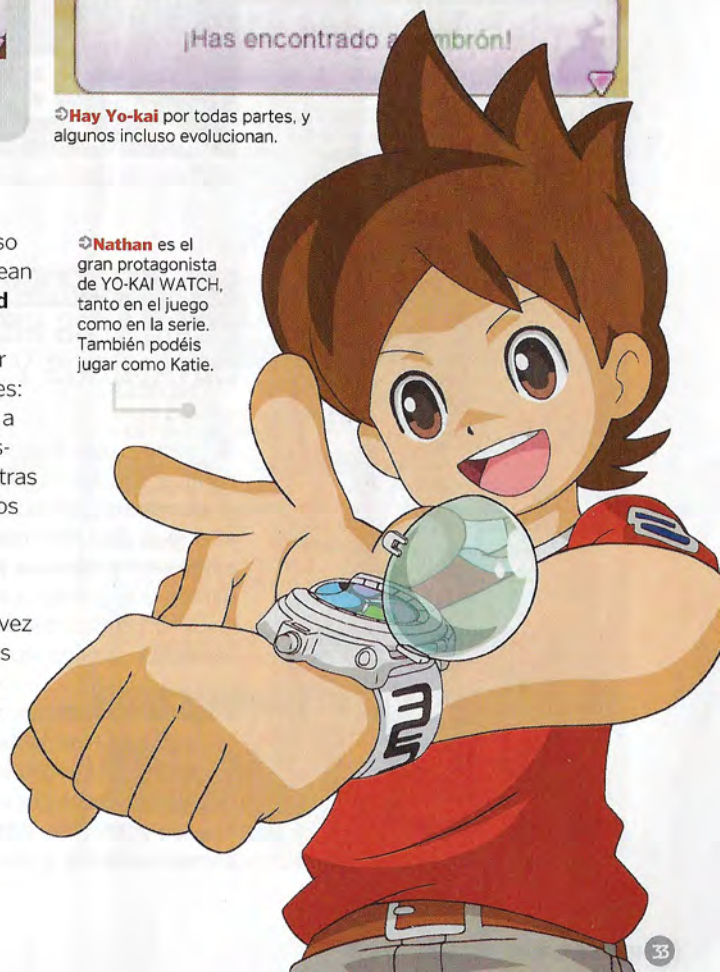 ¡Has encontrado a mbrón!
Hay Yo-kai por todas partes, y
algunos incluso evolucionan.
so
ean
d
r
es:
a
s-
tras
os
vez
s
Nathan es el
gran protagonista
de YO-KAI WATCH,
tanto en el juego
como en la serie.
También podéis
jugar como Katie.
33